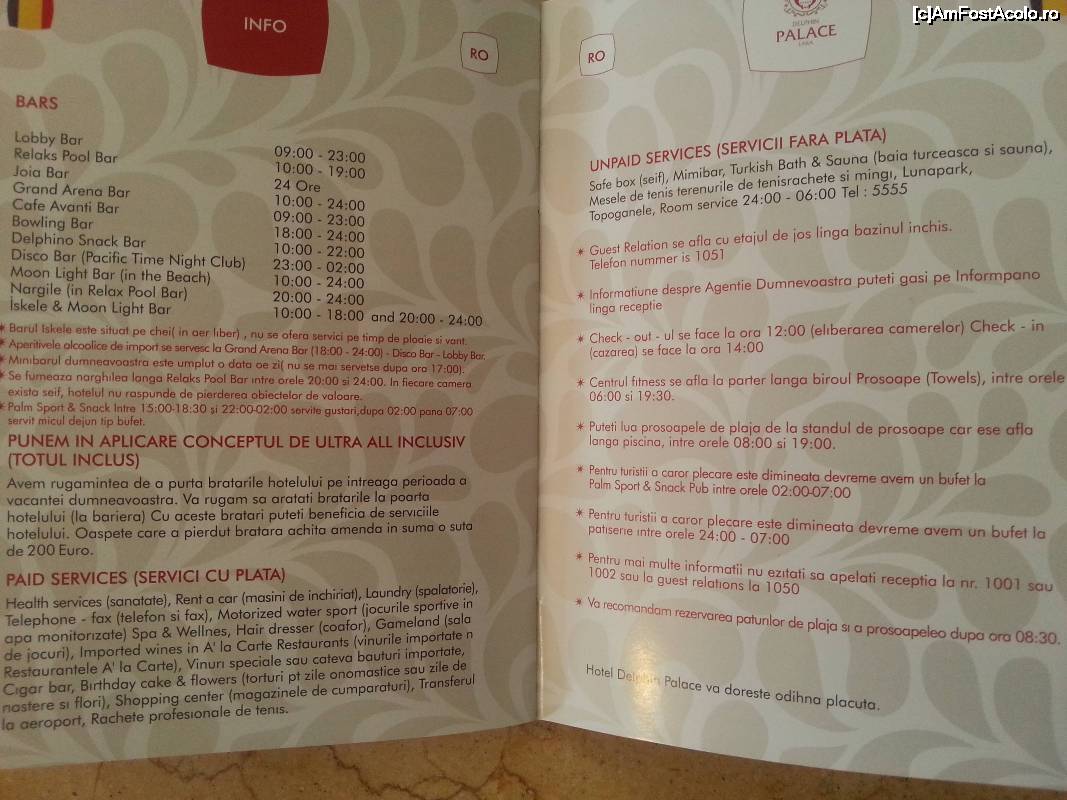 [c]AmFostAcolo.ro
INFO
RO
BARS
Lobby Bar 09:00 - 23:00
Relaks Pool Bar 10:00 - 19:00
Joia Bar 24 Ore
Grand Arena Bar 10:00 - 24:00
Cafe Avanti Bar 09:00 - 23:00
Bowling Bar 18:00 - 24:00
Delphino Snack Bar 10:00 - 22:00
Disco Bar (Pacific Time Night Club) 23:00 - 02:00
Moon Light Bar (in the Beach) 10:00 - 24:00
Nargile (in Relax Pool Bar) 20:00 - 24:00
İskele & Moon Light Bar 10:00 - 18:00 and 20:00 - 24:00
* Barul Iskele este situat pe chei( in aer liber) , nu se ofera servici pe timp de ploaie si vant.
* Aperitivele alcoolice de import se servesc la Grand Arena Bar (18:00 - 24:00) - Disco Bar - Lobby Bar,
* Minibarul dumneavoastra este umplut o data oe zi( nu se mai servetse dupa ora 17:00).
* Se fumeaza narghilea langa Relaks Pool Bar intre orele 20:00 si 24:00. In fiecare camera
exista seif, hotelul nu raspunde de pierderea obiectelor de valoare.
* Palm Sport & Snack Intre 15:00-18:30 si 22:00-02:00 servite gustari,dupa 02:00 pana 07:00
servit micul dejun tip bufet.
PUNEM IN APLICARE CONCEPTUL DE ULTRA ALL INCLUSIV
(TOTUL INCLUS)
Avem rugamintea de a purta bratarile hotelului pe intreaga perioada a
vacantei dumneavoastra. Va rugam sa aratati bratarile la poarta
hotelului (la bariera) Cu aceste bratari puteti beneficia de serviciile
hotelului. Oaspete care a pierdut bratara achita amenda in suma o suta
de 200 Euro.
PAID SERVICES (SERVICI CU PLATA)
Health services (sanatate), Rent a car (masini de inchiriat), Laundry (spalatorie),
Telephone - fax (telefon si fax), Motorized water sport (jocurile sportive in
apa monitorizate) Spa & Wellnes, Hair dresser (coafor), Gameland (sala
de jocuri), Imported wines in A' la Carte Restaurants (vinurile importate n
Restaurantele A' la Carte), Vinuri speciale sau cateva bauturi importate,
Cigar bar, Birthday cake & flowers (torturi pt zile onomastice sau zile de
nastere si flori), Shopping center (magazinele de cumparaturi), Transferul
la aeroport, Rachete profesionale de tenis.
RO
DELPHIN
PALACE
LARA
UNPAID SERVICES (SERVICII FARA PLATA)
Safe box (seif), Mimibar, Turkish Bath & Sauna (baia turceasca si sauna),
Mesele de tenis terenurile de tenisrachete si mingi, Lunapark,
Topoganele, Room service 24:00 - 06:00 Tel : 5555
* Guest Relation se afla cu etajul de jos linga bazinul inchis.
Telefon nummer is 1051
* Informatiune despre Agentie Dumnevoastra puteti gasi pe Informpano
linga receptie
* Check - out - ul se face la ora 12:00 (eliberarea camerelor) Check - in
(cazarea) se face la ora 14:00
* Centrul fitness se afla la parter langa biroul Prosoape (Towels), intre orele
06:00 si 19:30.
* Puteti lua prosoapele de plaja de la standul de prosoape car ese afla
langa piscina, intre orele 08:00 si 19:00.
* Pentru turistii a caror plecare este dimineata devreme avem un bufet la
Palm Sport & Snack Pub intre orele 02:00-07:00
* Pentru turistii a caror plecare este dimineata devreme avem un bufet la
patiserie intre orele 24:00 - 07:00
* Pentru mai multe informatii nu ezitati sa apelati receptia la nr. 1001 sau
1002 sau la guest relations la 1050
* Va recomandam rezervarea paturilor de plaja si a prosoapeleo dupa ora 08:30.
Hotel Delphin Palace va doreste odihna placuta.